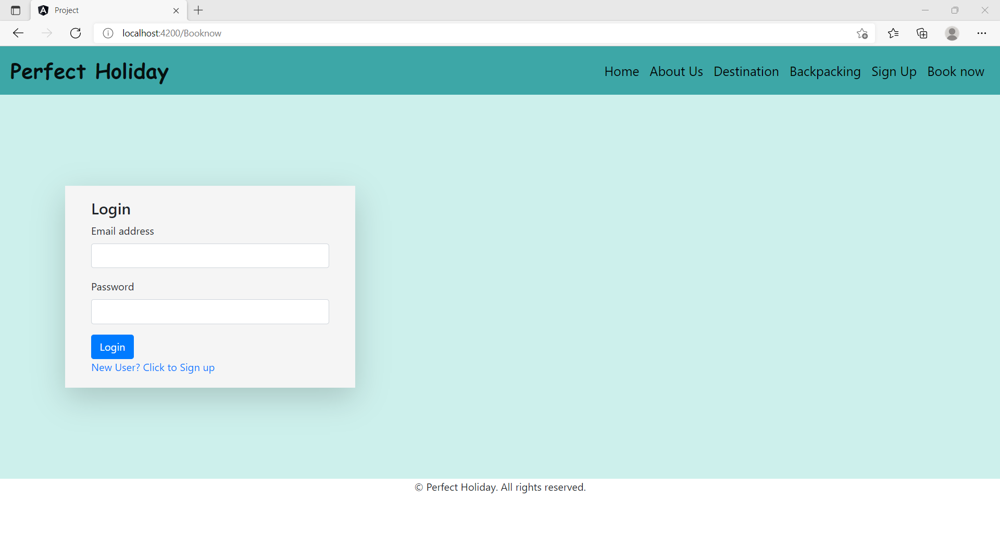 Project
localhost:4200/Booknow
Perfect Holiday
Home About Us Destination Backpacking Sign Up Book now
Login
Email address
Password
Login
New User? Click to Sign up
© Perfect Holiday. All rights reserved.